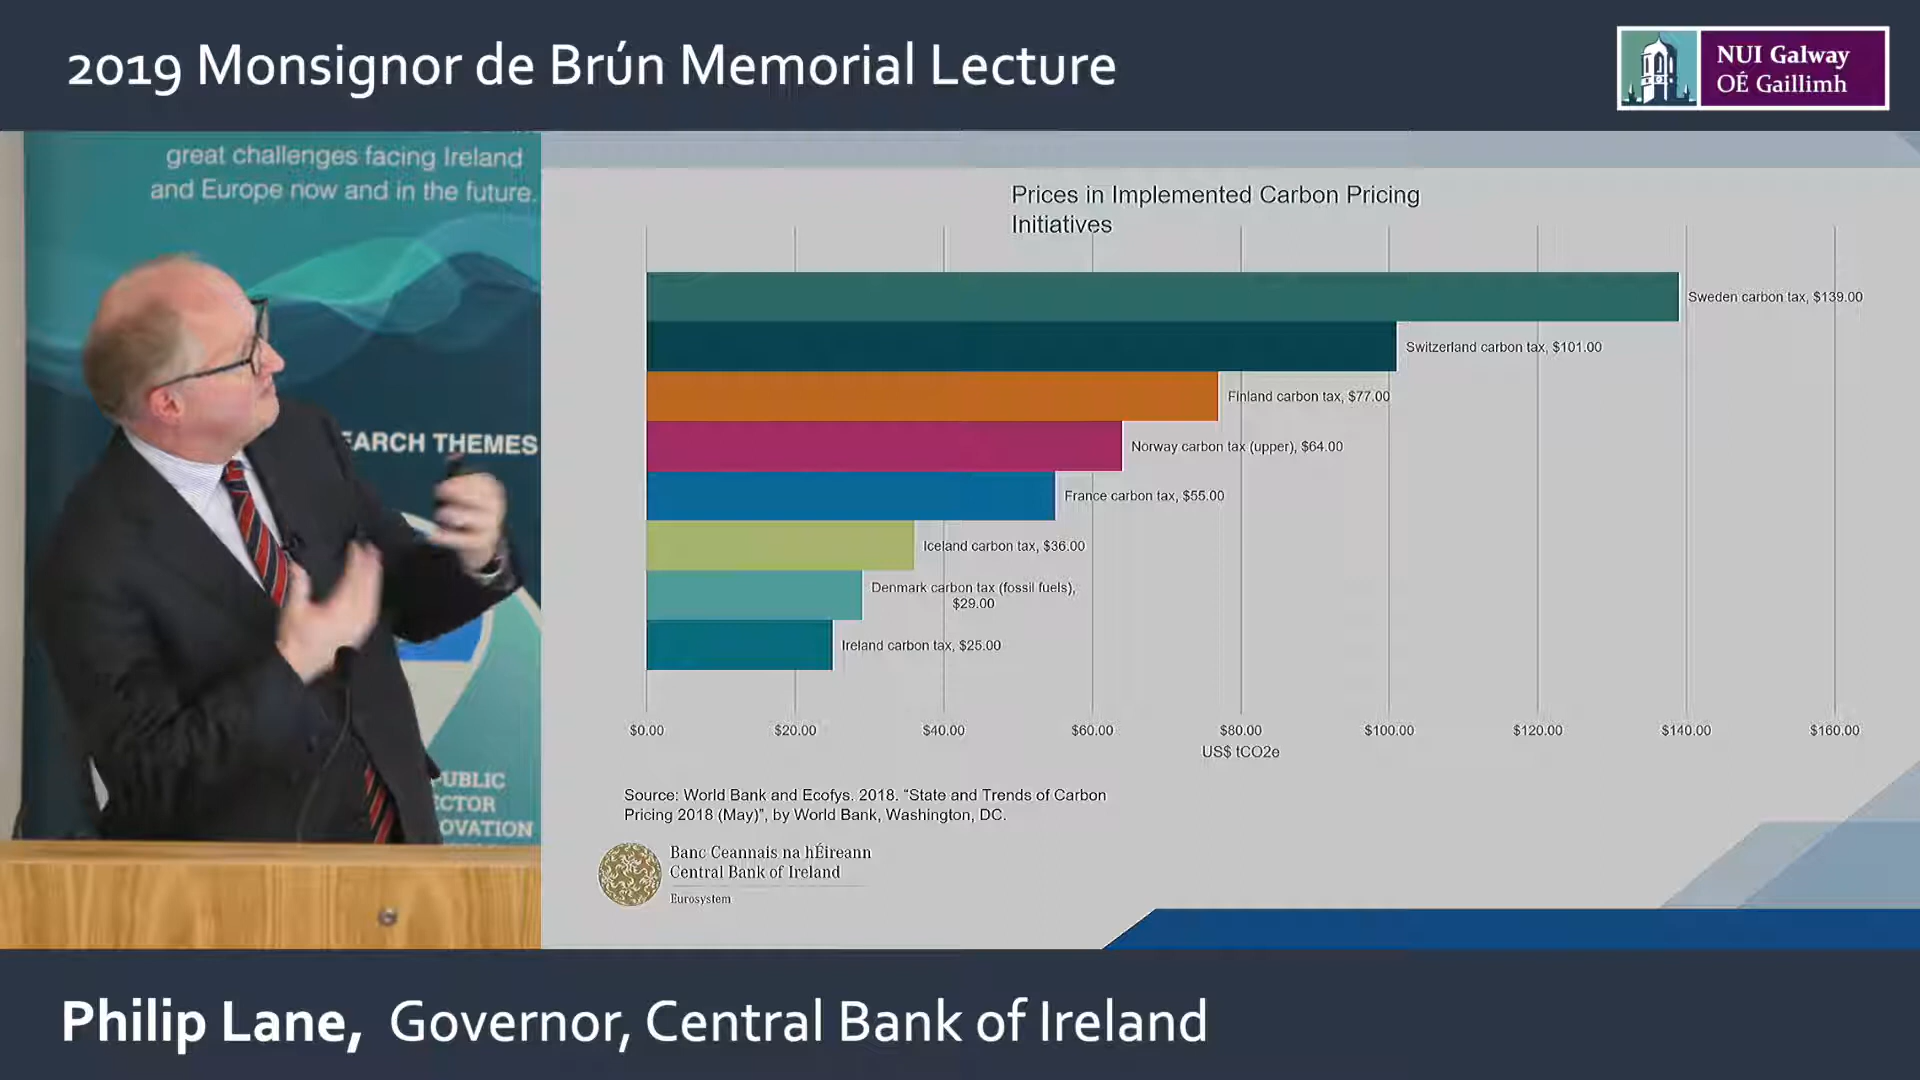 2019 Monsignor de Brún Memorial Lecture
NUI Galway
OÉ Gaillimh
great challenges facing Ireland
and Europe now and in the future.
EARCH THEMES
PUBLIC
ECTOR
OVATION
Prices in Implemented Carbon Pricing
Initiatives
Sweden carbon tax, $139.00
Switzerland carbon tax, $101.00
Finland carbon tax, $77.00
Norway carbon tax (upper), $64.00
France carbon tax, $55.00
Iceland carbon tax, $36.00
Denmark carbon tax (fossil fuels),
$29.00
Ireland carbon tax, $25.00
$0.00 $20.00 $40.00 $60.00 $80.00 $100.00 $120.00 $140.00 $160.00
US$ tCO2e
Source: World Bank and Ecofys. 2018. “State and Trends of Carbon
Pricing 2018 (May)”, by World Bank, Washington, DC.
Banc Ceannais na hÉireann
Central Bank of Ireland
Eurosystem
Philip Lane, Governor, Central Bank of Ireland